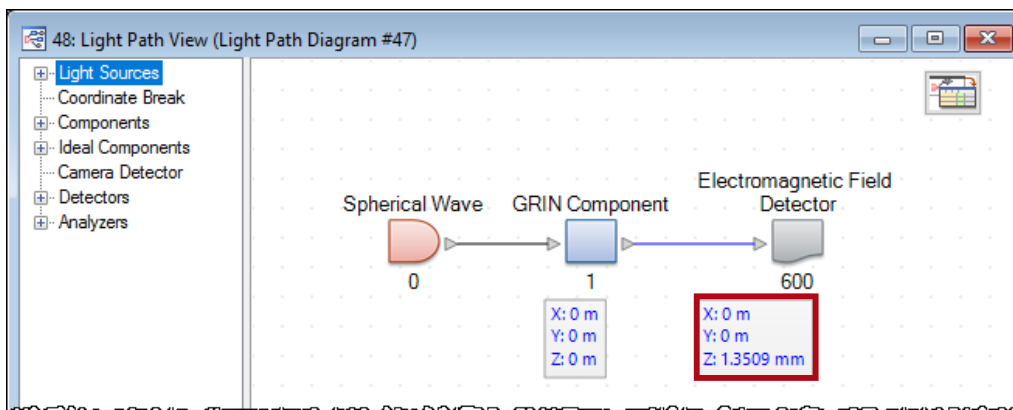 48: Light Path View (Light Path Diagram #47)
Light Sources
Coordinate Break
Components
Ideal Components
Camera Detector
Detectors
Analyzers
Spherical Wave
0
GRIN Component
1
X: 0 m
Y: 0 m
Z: 0 m
Electromagnetic Field
Detector
600
X: 0 m
Y: 0 m
Z: 1.3509 mm